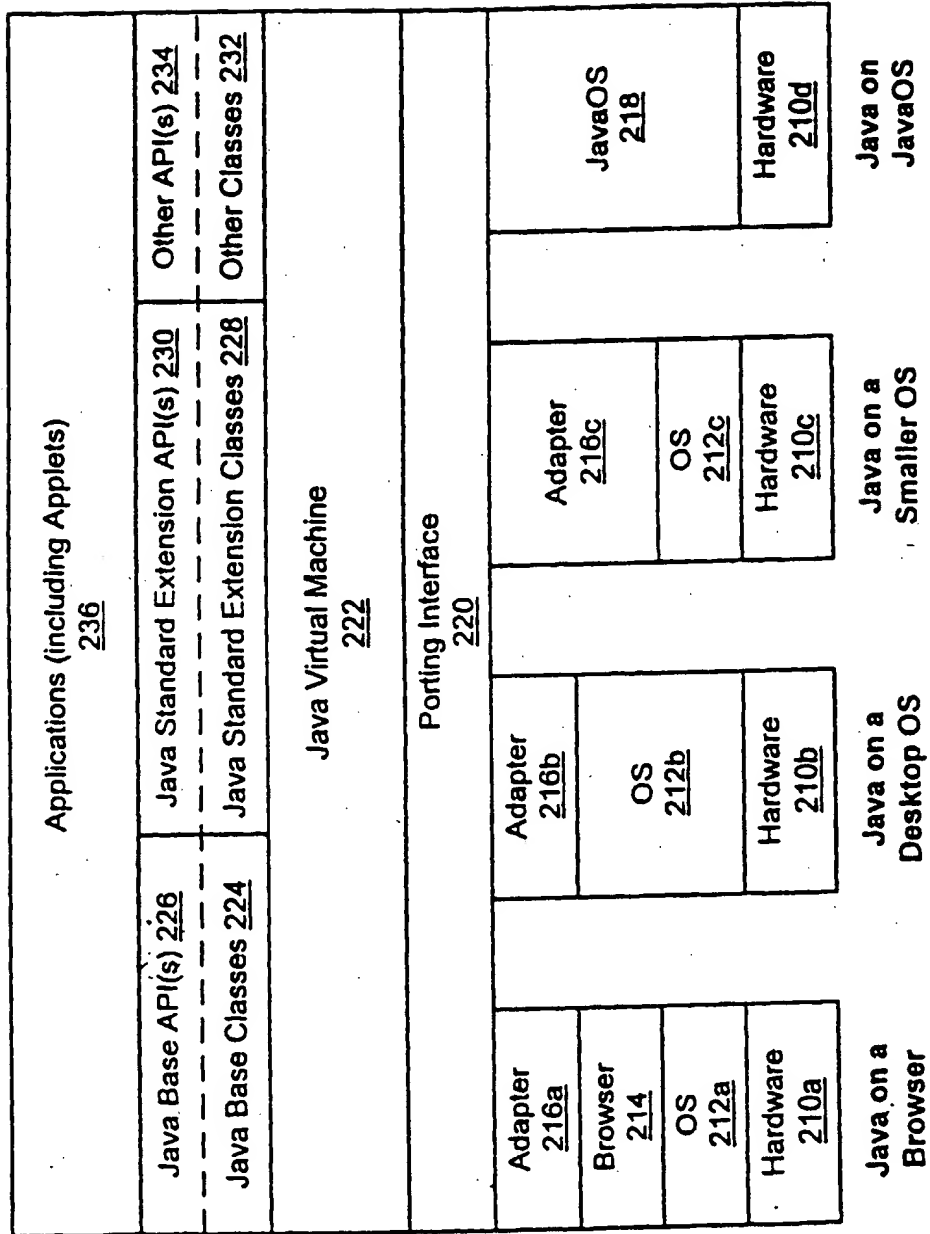 Applications (including Applets)
236
Java Base API(s) 226
Java Standard Extension API(s) 230
Other API(s) 234
Java Base Classes 224
Java Standard Extension Classes 228
Other Classes 232
Java Virtual Machine
222
Porting Interface
220
Adapter
216a
Browser
214
OS
212a
Hardware
210a
Java on a
Browser
Adapter
216b
OS
212b
Hardware
210b
Java on a
Desktop OS
Adapter
216c
OS
212c
Hardware
210c
Java on a
Smaller OS
JavaOS
218
Hardware
210d
Java on
JavaOS